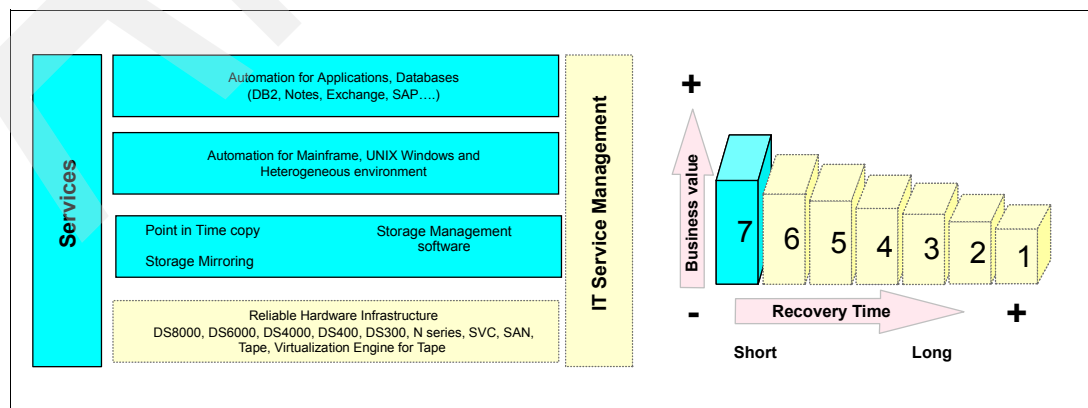 Services
Automation for Applications, Databases
(DB2, Notes, Exchange, SAP....)
Automation for Mainframe, UNIX Windows and
Heterogeneous environment
Point in Time copy
Storage Mirroring
Storage Management
software
Reliable Hardware Infrastructure
DS8000, DS6000, DS4000, DS400, DS300, N series, SVC, SAN,
Tape, Virtualization Engine for Tape
IT Service Management
+
Business value
-
7
6
5
4
3
2
1
Recovery Time
+
Short
Long